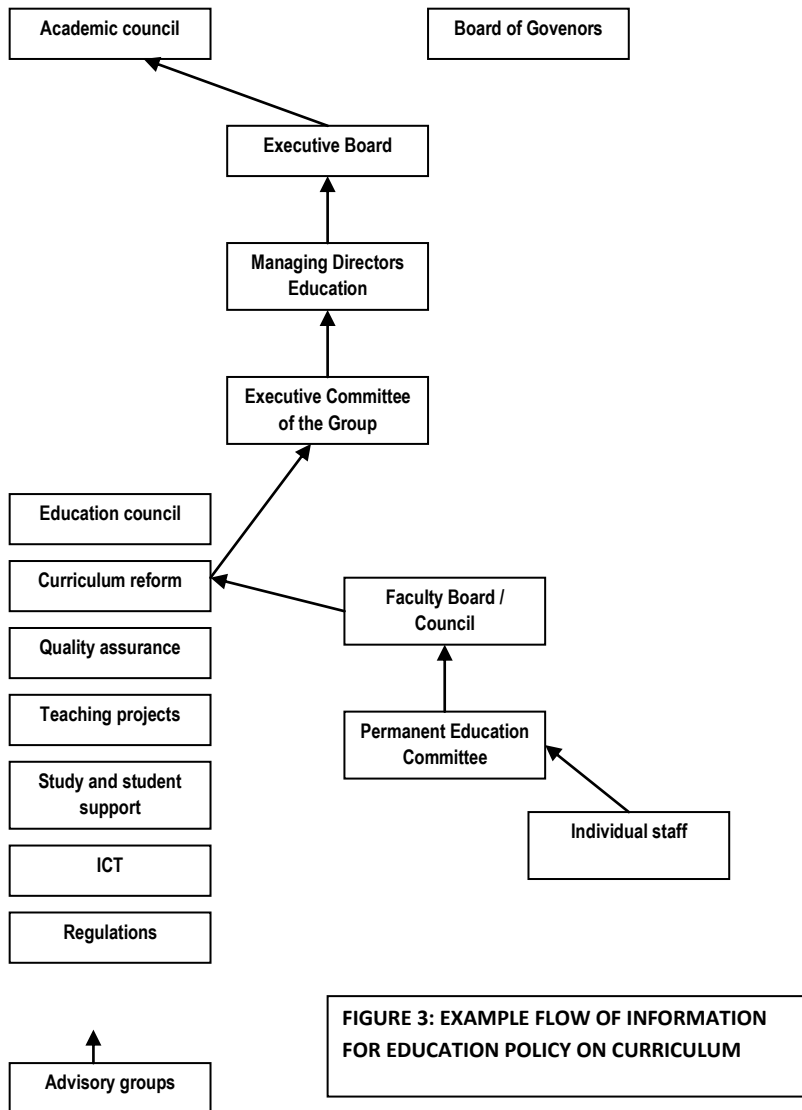 Academic council
Board of Govenors
Executive Board
Managing Directors
Education
Executive Committee
of the Group
Education council
Curriculum reform
Faculty Board /
Council
Quality assurance
Teaching projects
Permanent Education
Committee
Study and student
support
Individual staff
ICT
Regulations
FIGURE 3: EXAMPLE FLOW OF INFORMATION
FOR EDUCATION POLICY ON CURRICULUM
Advisory groups